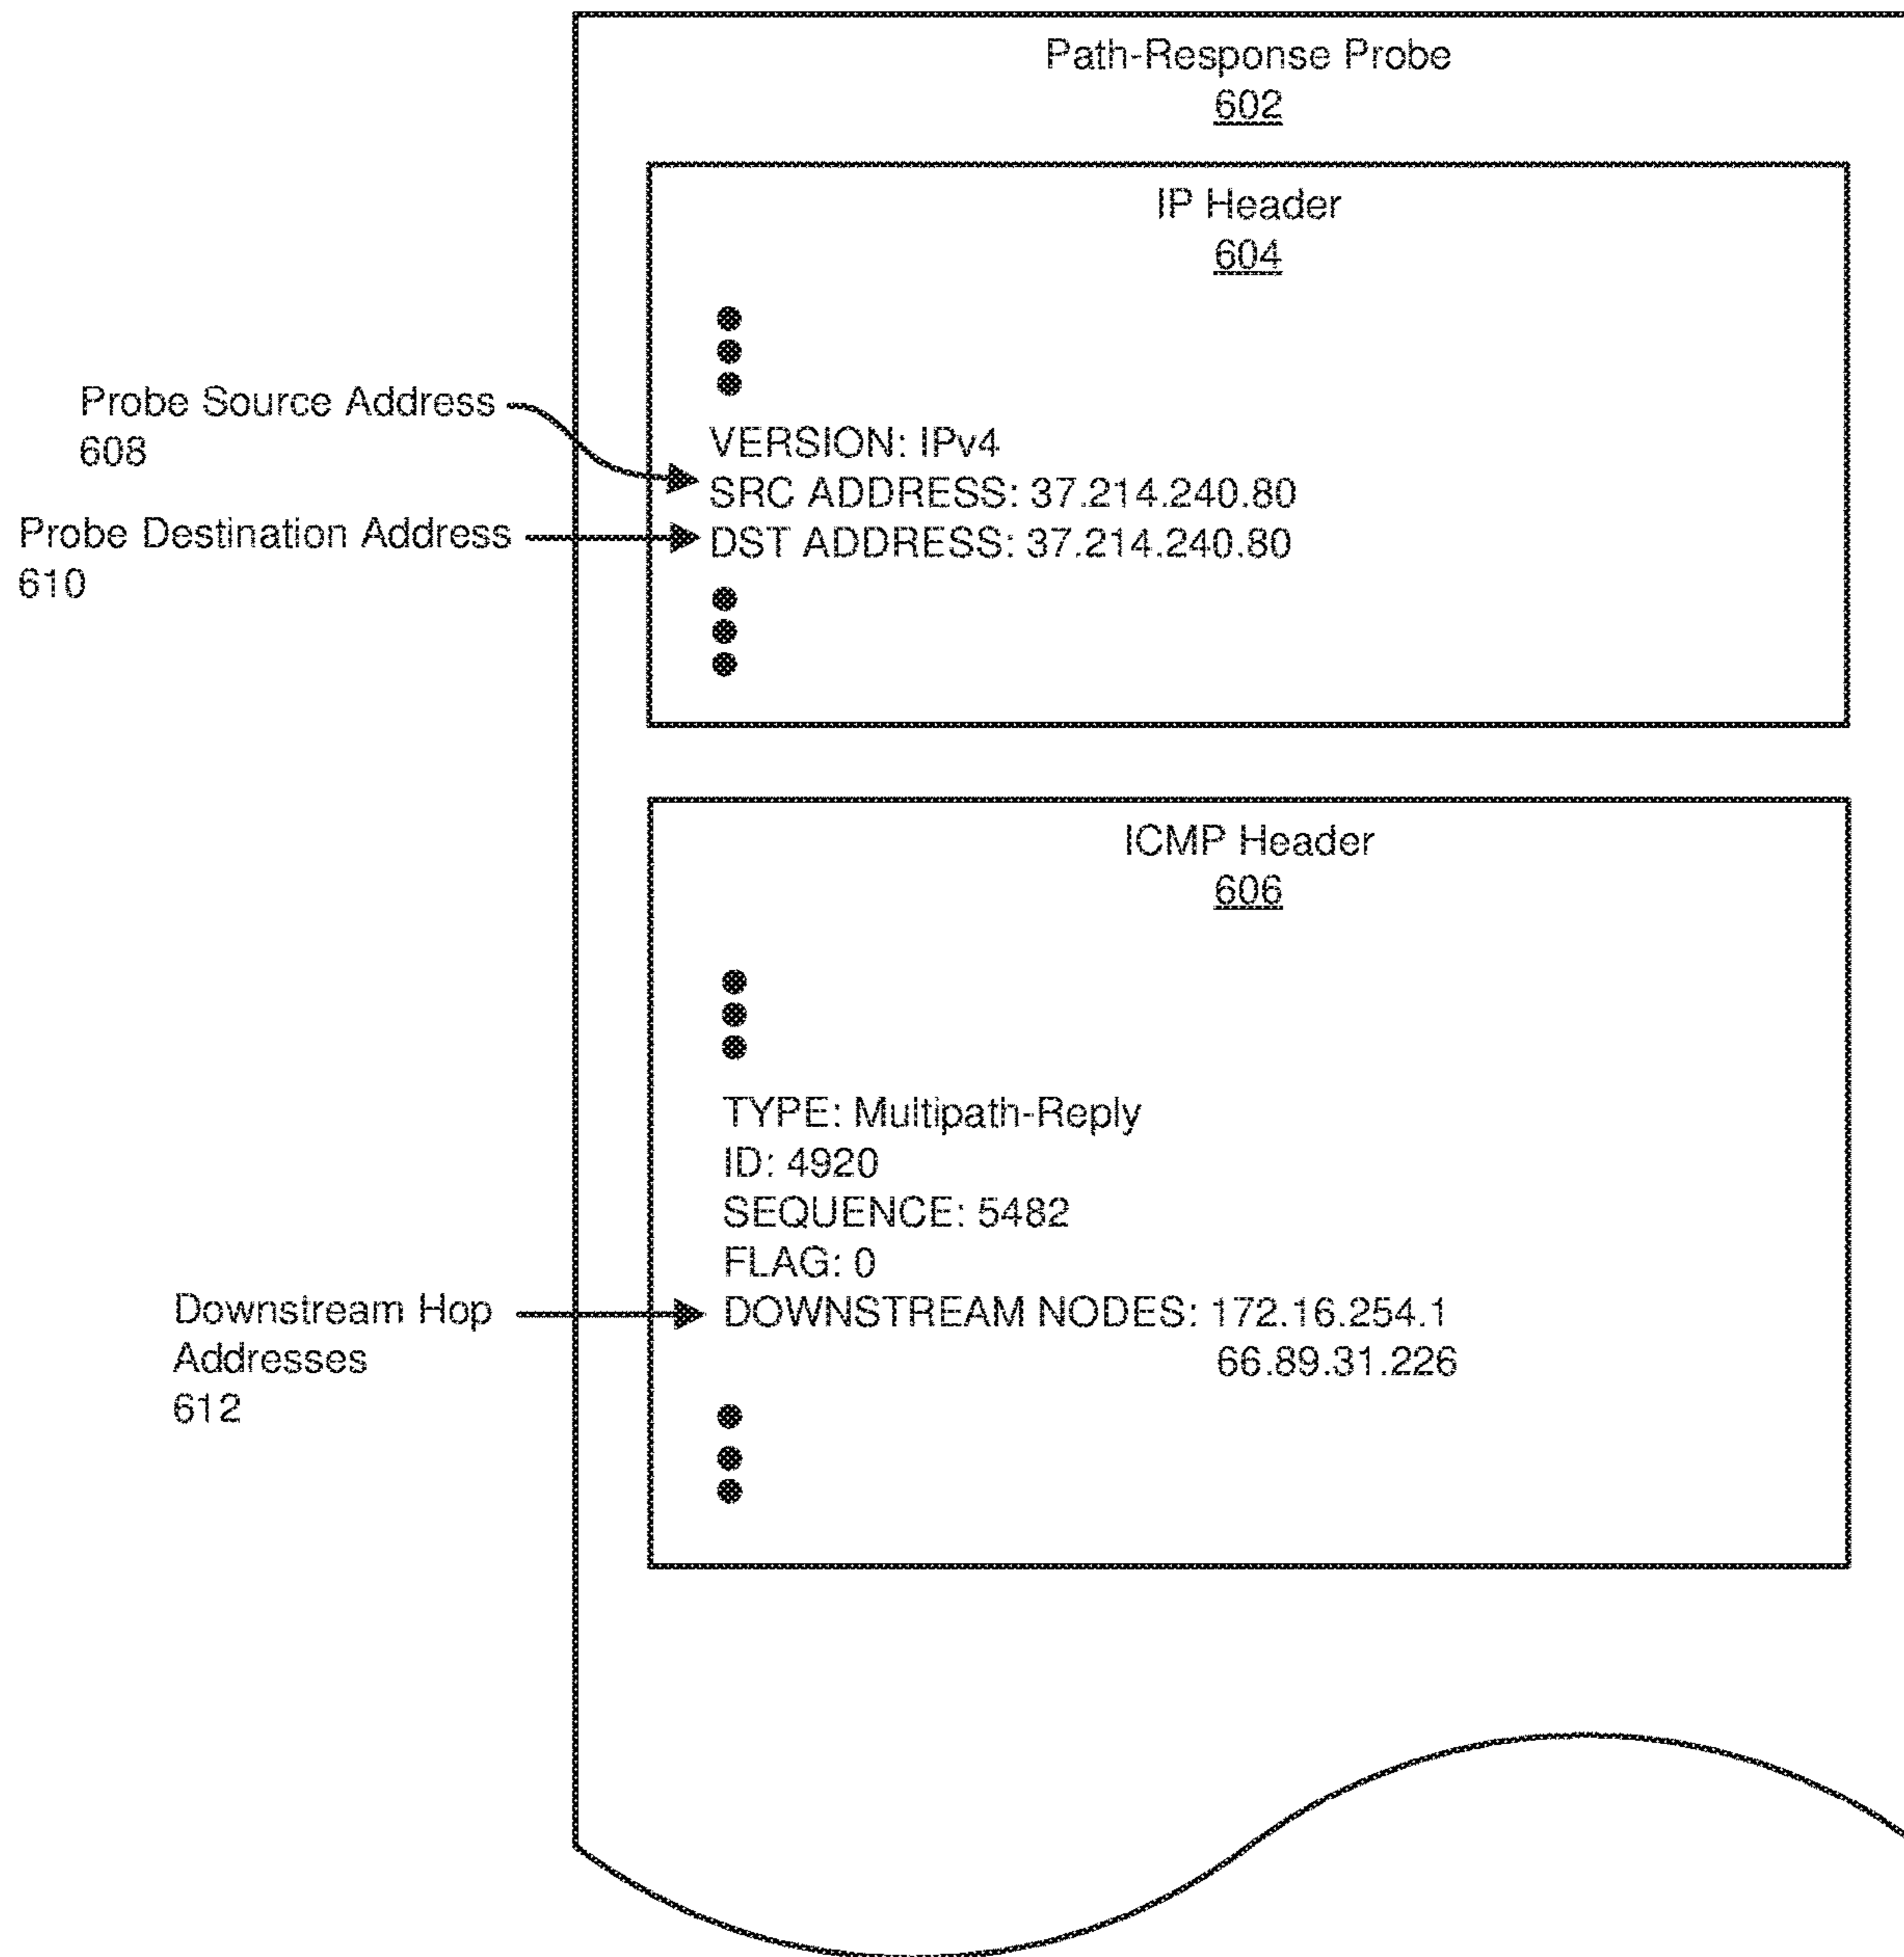 Path-Response Probe
602
IP Header
604
Probe Source Address
608
VERSION: IPv4
SRC ADDRESS: 37.214.240.80
Probe Destination Address
610
DST ADDRESS: 37.214.240.80
ICMP Header
606
TYPE: Multipath-Reply
ID: 4920
SEQUENCE: 5482
FLAG: 0
Downstream Hop
Addresses
612
DOWNSTREAM NODES: 172.16.254.1
66.89.31.226